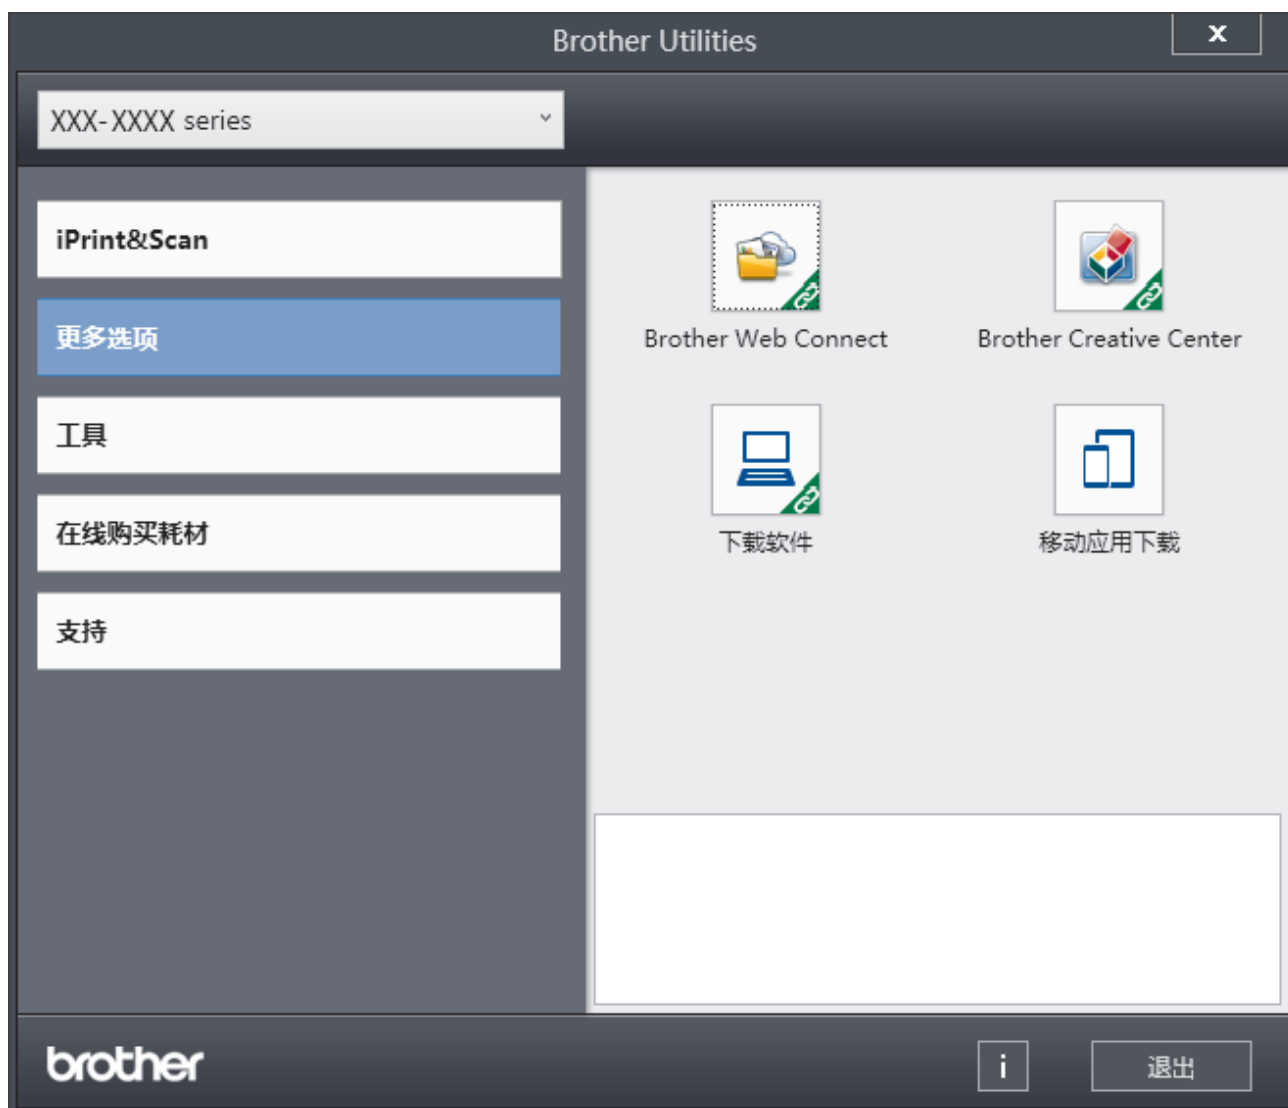 Brother Utilities
x
XXX-XXXX series
iPrint&Scan
更多选项
工具
在线购买耗材
支持
Brother Web Connect
Brother Creative Center
下载软件
移动应用下载
brother
i
退出